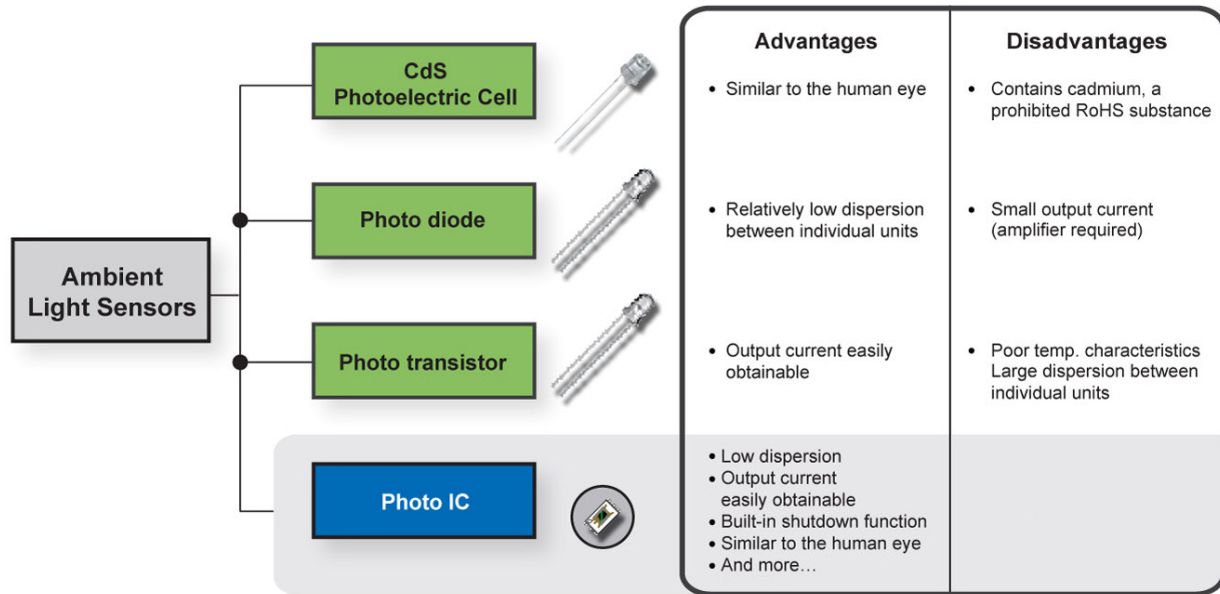 Advantages
Disadvantages
Ambient
Light Sensors
CdS
Photoelectric Cell
• Similar to the human eye
• Contains cadmium, a
prohibited RoHS substance
Photo diode
• Relatively low dispersion
between individual units
• Small output current
(amplifier required)
Photo transistor
• Output current easily
obtainable
• Poor temp. characteristics
Large dispersion between
individual units
Photo IC
• Low dispersion
• Output current
easily obtainable
• Built-in shutdown function
• Similar to the human eye
• And more…